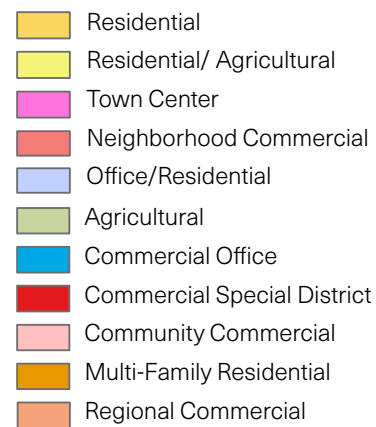 Residential
Residential/ Agricultural
Town Center
Neighborhood Commercial
Office/Residential
Agricultural
Commercial Office
Commercial Special District
Community Commercial
Multi-Family Residential
Regional Commercial